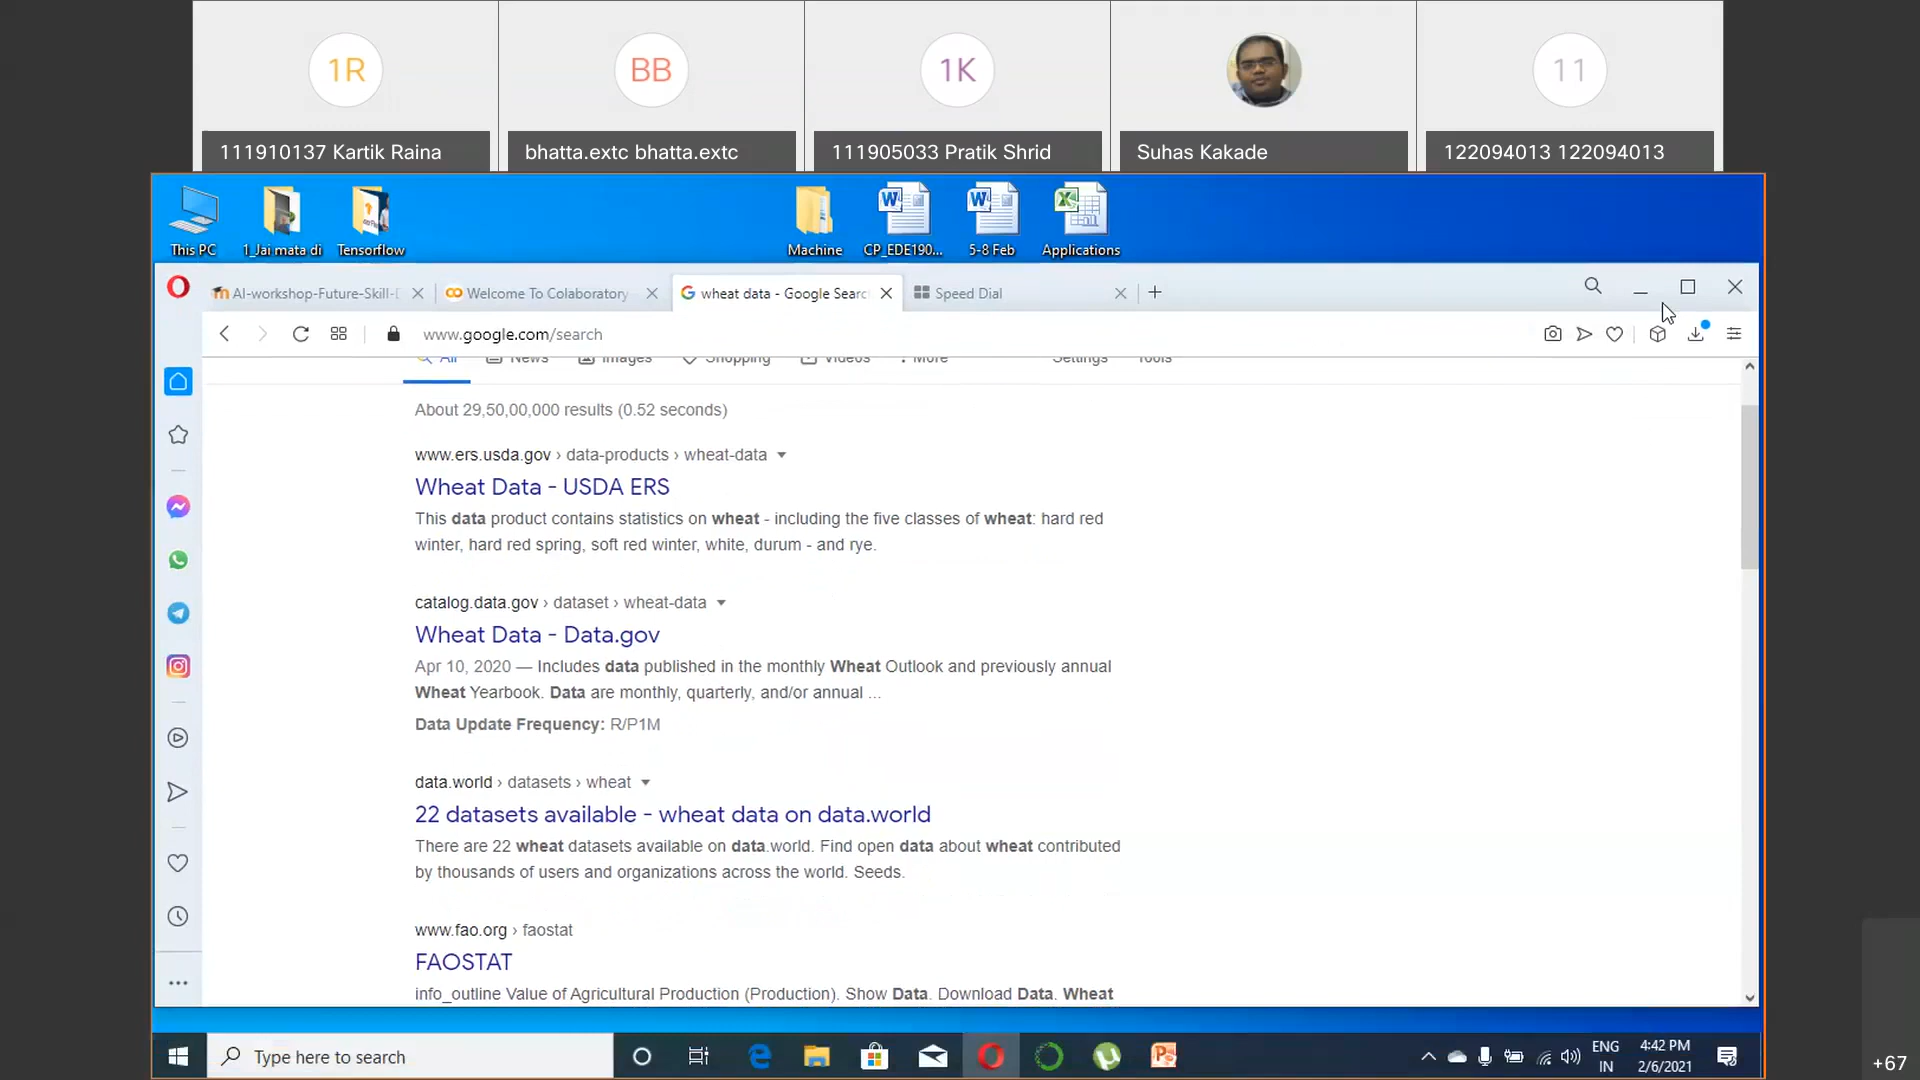 1R
BB
1K
11
111910137 Kartik Raina
bhatta.extc bhatta.extc
111905033 Pratik Shrid
Suhas Kakade
122094013 122094013
This PC
1_Jai mata di
Tensorflow
Machine
CP_EDE190...
5-8 Feb
Applications
AI-workshop-Future-Skill-D
Welcome To Colaboratory
wheat data - Google Searc
Speed Dial
www.google.com/search
All
News
Images
Shopping
Videos
More
Settings
Tools
About 29,50,00,000 results (0.52 seconds)
www.ers.usda.gov › data-products › wheat-data
Wheat Data - USDA ERS
This data product contains statistics on wheat - including the five classes of wheat: hard red
winter, hard red spring, soft red winter, white, durum - and rye.
catalog.data.gov › dataset › wheat-data
Wheat Data - Data.gov
Apr 10, 2020 — Includes data published in the monthly Wheat Outlook and previously annual
Wheat Yearbook. Data are monthly, quarterly, and/or annual ...
Data Update Frequency: R/P1M
data.world › datasets › wheat
22 datasets available - wheat data on data.world
There are 22 wheat datasets available on data.world. Find open data about wheat contributed
by thousands of users and organizations across the world. Seeds.
www.fao.org › faostat
FAOSTAT
info_outline Value of Agricultural Production (Production). Show Data. Download Data. Wheat
Type here to search
ENG
IN
4:42 PM
2/6/2021
+67